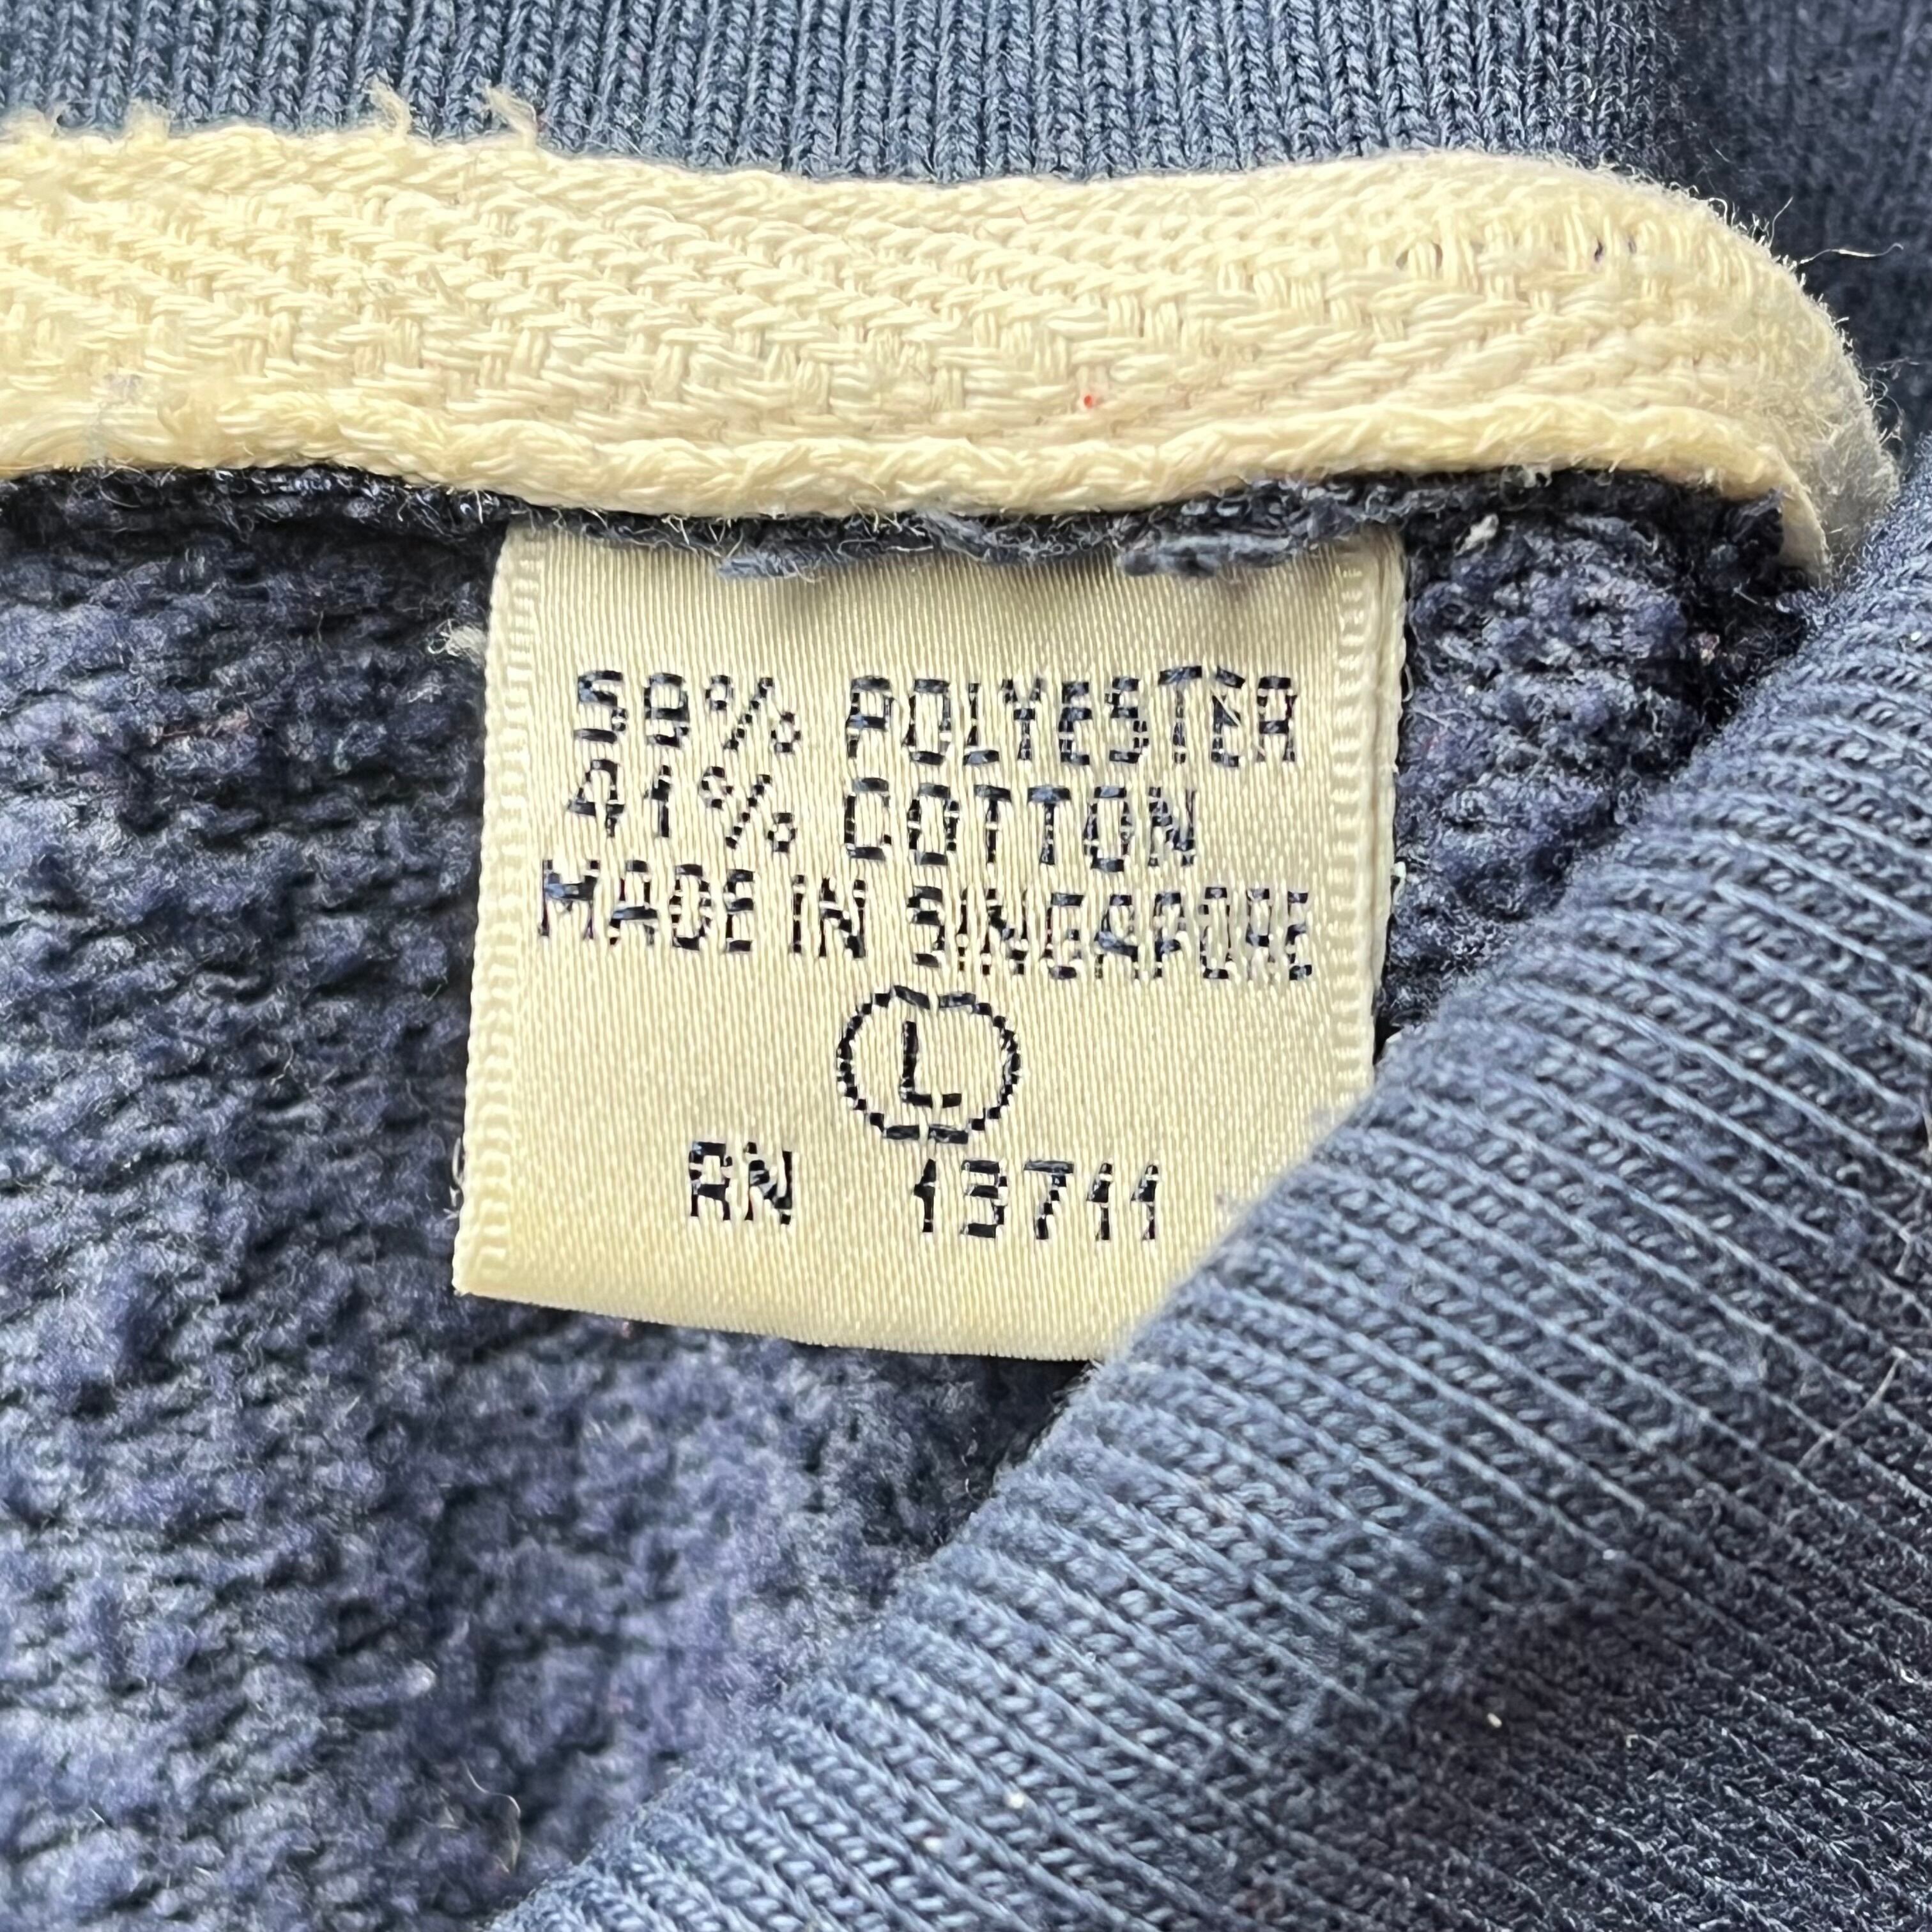 59% POLYESTER
41% COTTON
MADE IN SINGAPORE
L
RN 13711